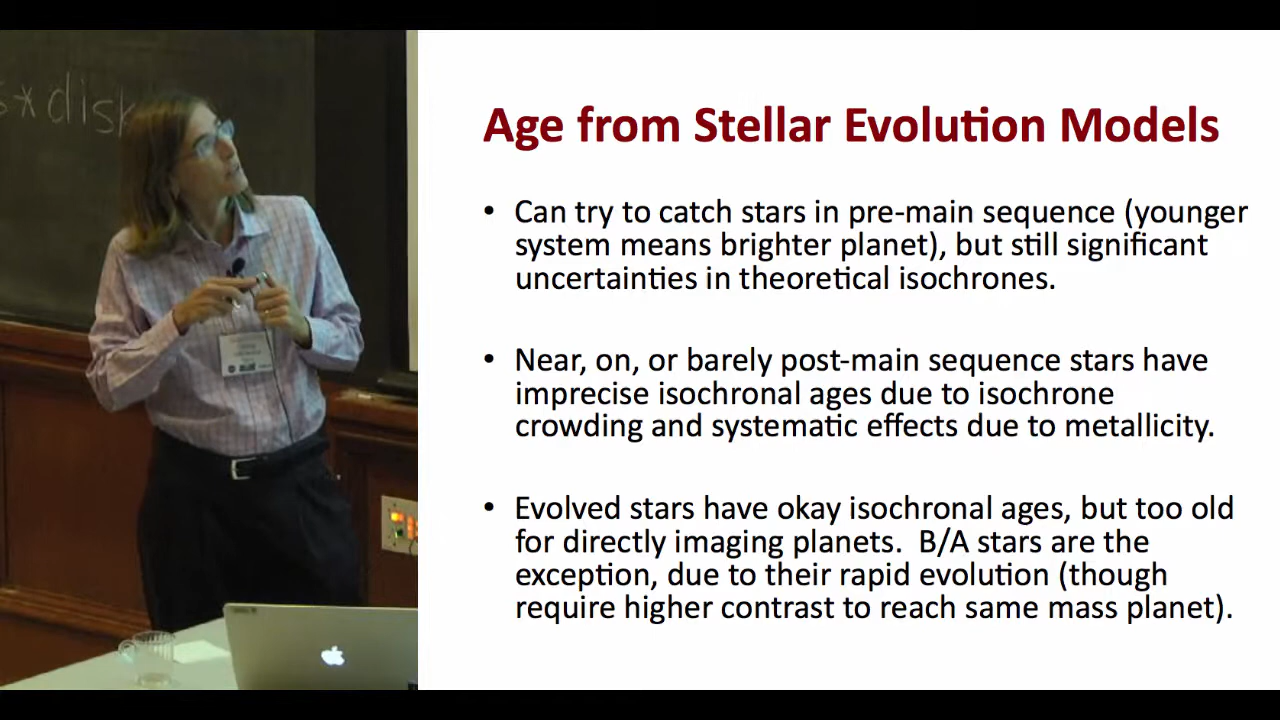 s*disk
Age from Stellar Evolution Models
• Can try to catch stars in pre-main sequence (younger
system means brighter planet), but still significant
uncertainties in theoretical isochrones.
• Near, on, or barely post-main sequence stars have
imprecise isochronal ages due to isochrone
crowding and systematic effects due to metallicity.
• Evolved stars have okay isochronal ages, but too old
for directly imaging planets.  B/A stars are the
exception, due to their rapid evolution (though
require higher contrast to reach same mass planet).